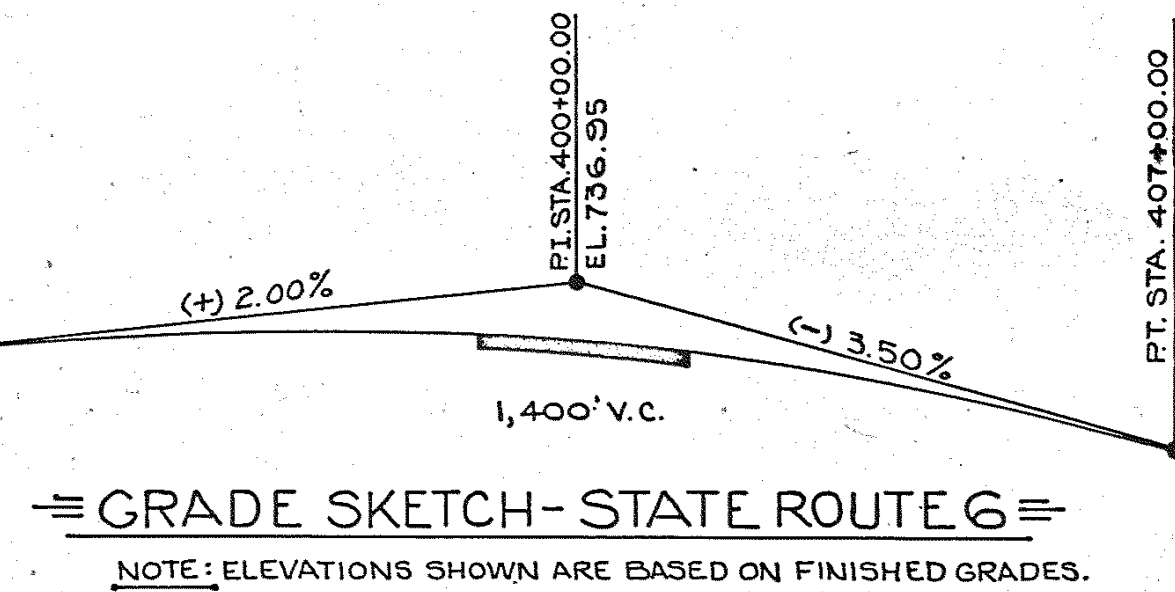 P.I. STA. 400+00.00
EL. 736.95
P.T. STA. 407+00.00
(+) 2.00%
(-) 3.50%
1,400' V.C.
GRADE SKETCH - STATE ROUTE 6
NOTE: ELEVATIONS SHOWN ARE BASED ON FINISHED GRADES.